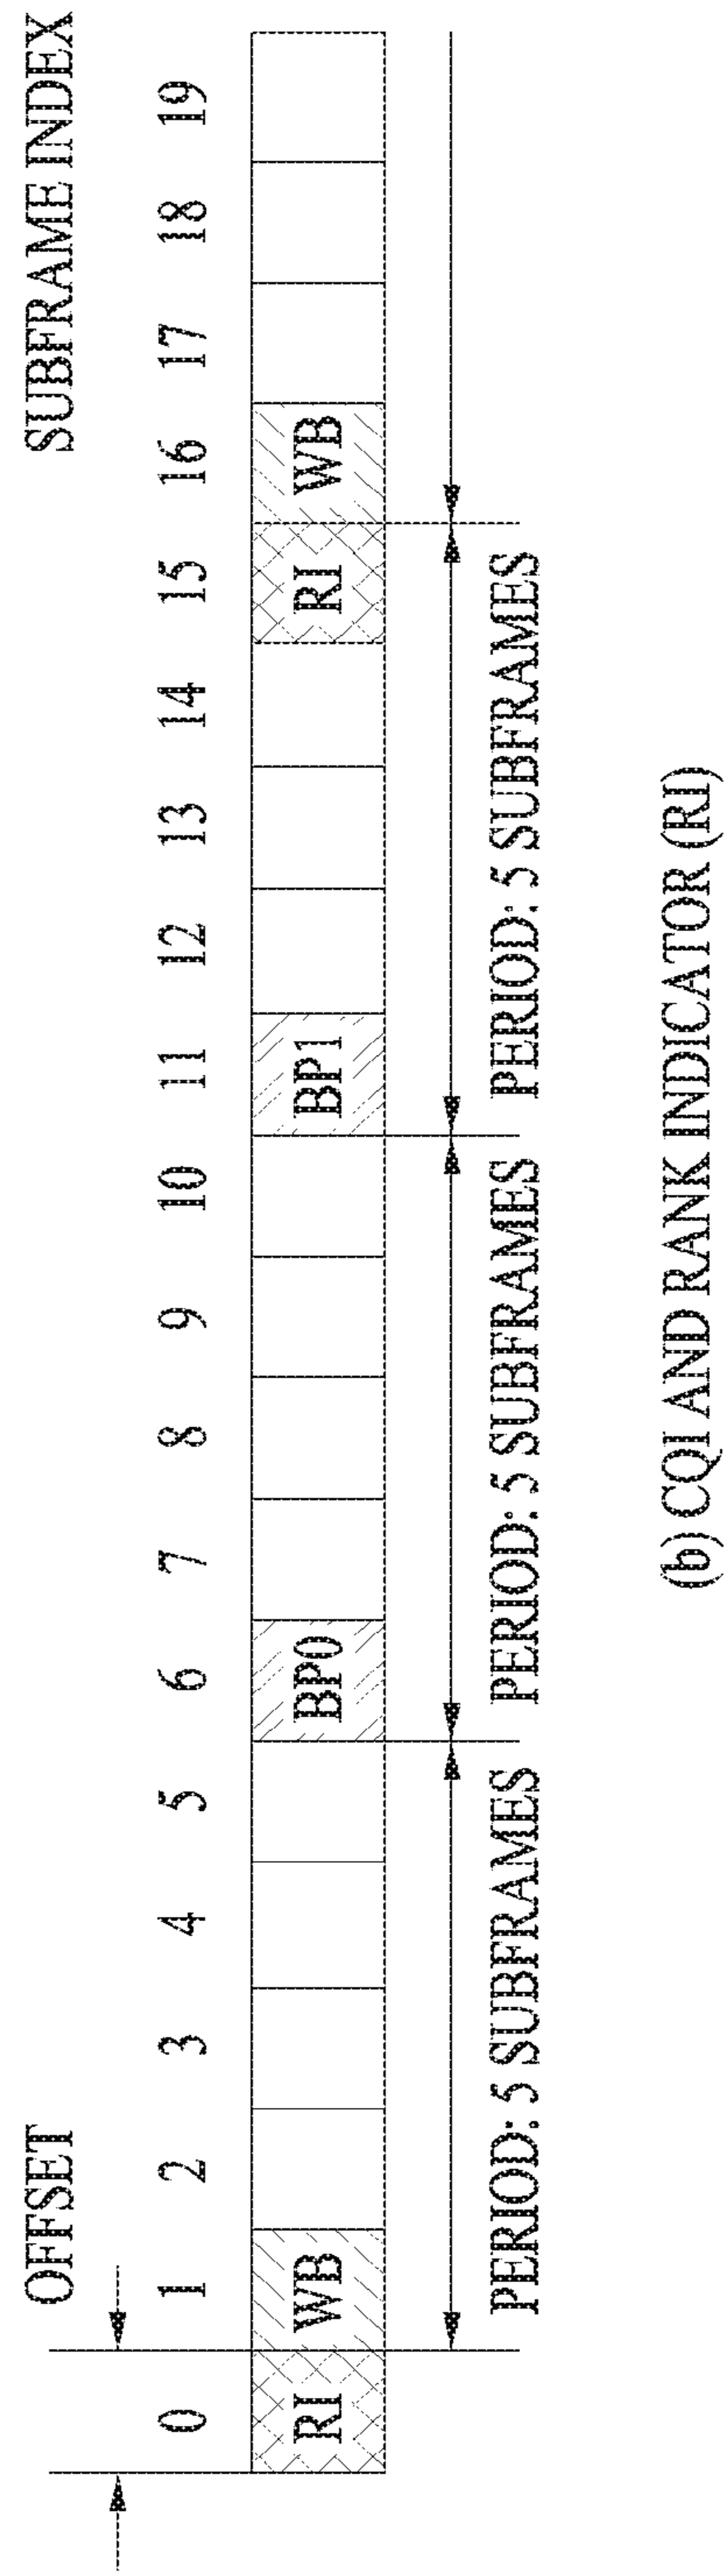 OFFSET
SUBFRAME INDEX
0 1 2 3 4 5 6 7 8 9 10 11 12 13 14 15 16 17 18 19
RI WB BP0 BP1 RI WB
PERIOD: 5 SUBFRAMES PERIOD: 5 SUBFRAMES PERIOD: 5 SUBFRAMES
(b) CQI AND RANK INDICATOR (RI)